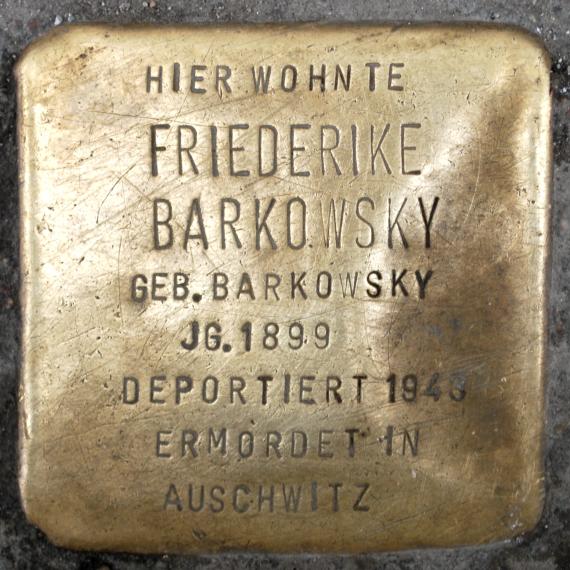 HIER WOHNTE
FRIEDERIKE
BARKOWSKY
GEB. BARKOWSKY
JG. 1899
DEPORTIERT 1943
ERMORDET IN
AUSCHWITZ